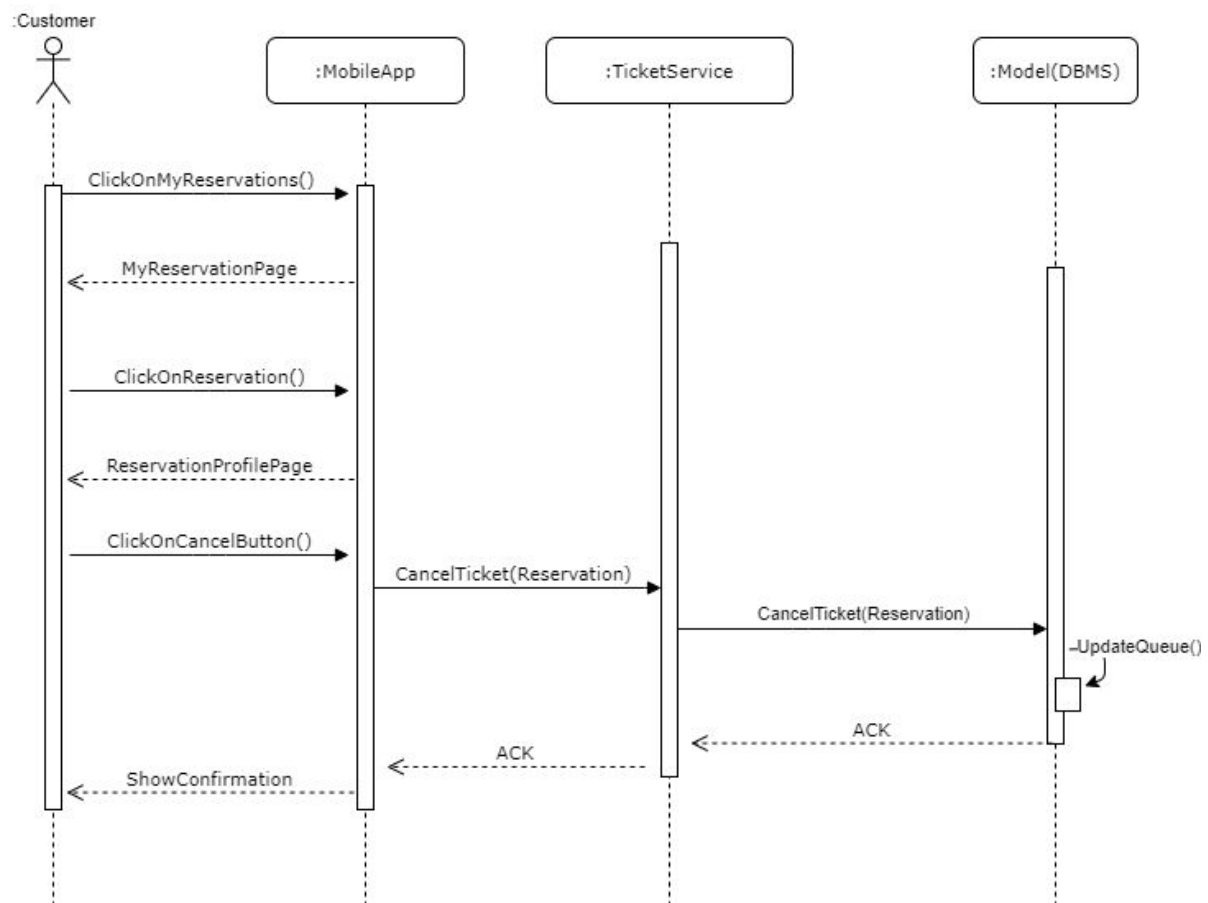 :Customer
:MobileApp
:TicketService
:Model(DBMS)
ClickOnMyReservations()
MyReservationPage
ClickOnReservation()
ReservationProfilePage
ClickOnCancelButton()
CancelTicket(Reservation)
CancelTicket(Reservation)
UpdateQueue()
ACK
ACK
ShowConfirmation